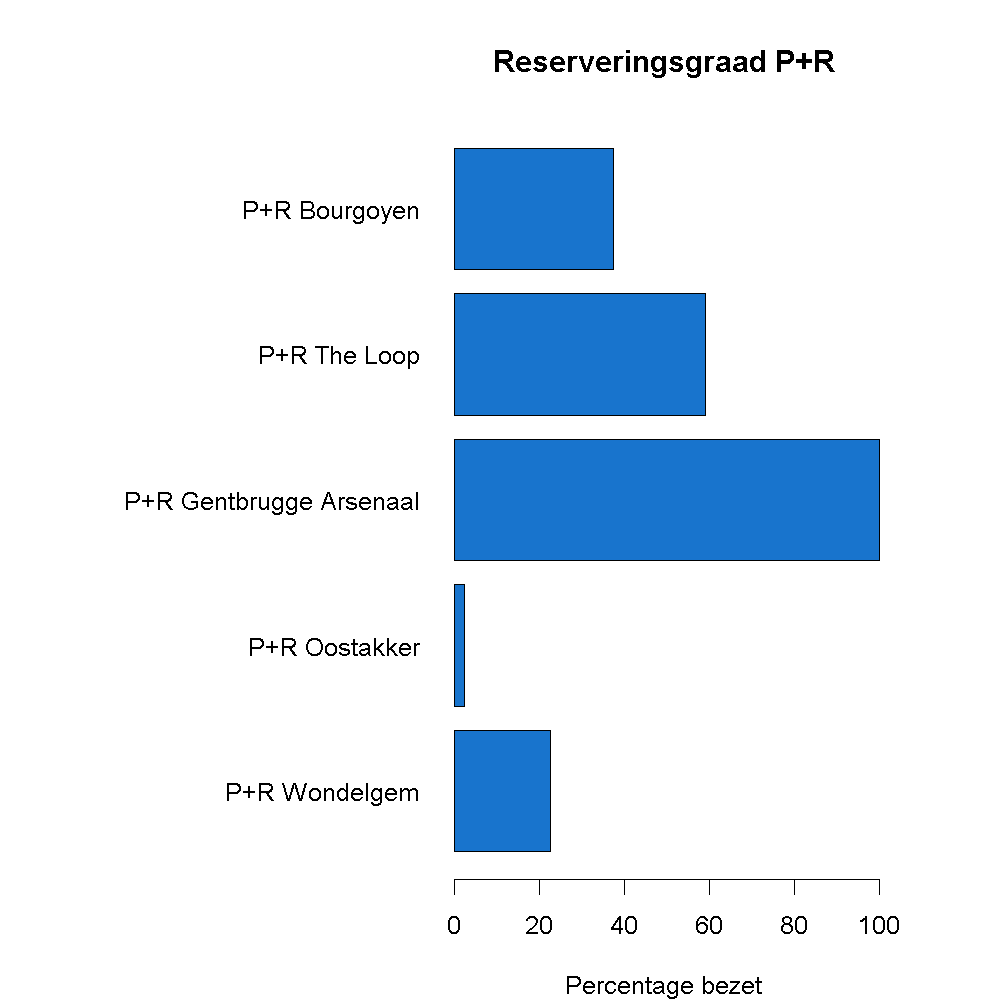 Reserveringsgraad P+R
P+R Bourgoyen
P+R The Loop
P+R Gentbrugge Arsenaal
P+R Oostakker
P+R Wondelgem
0 20 40 60 80 100
Percentage bezet